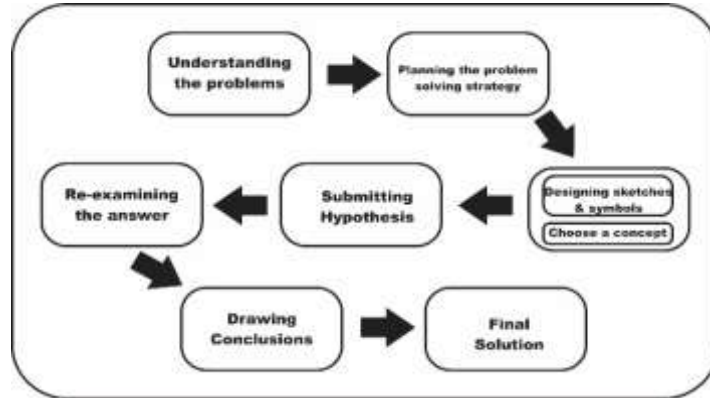 Understanding
the problems
Planning the problem
solving strategy
Designing sketches
& symbols
Choose a concept
Submitting
Hypothesis
Re-examining
the answer
Drawing
Conclusions
Final
Solution